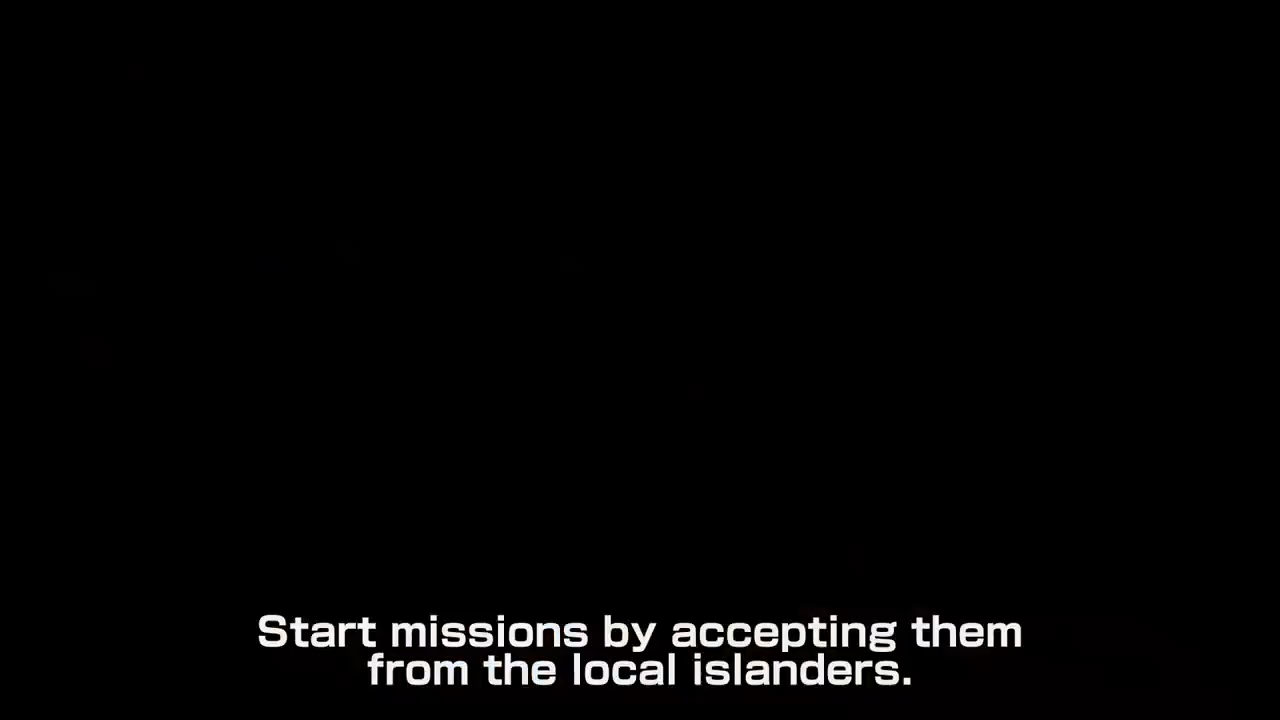 Start missions by accepting them
from the local islanders.